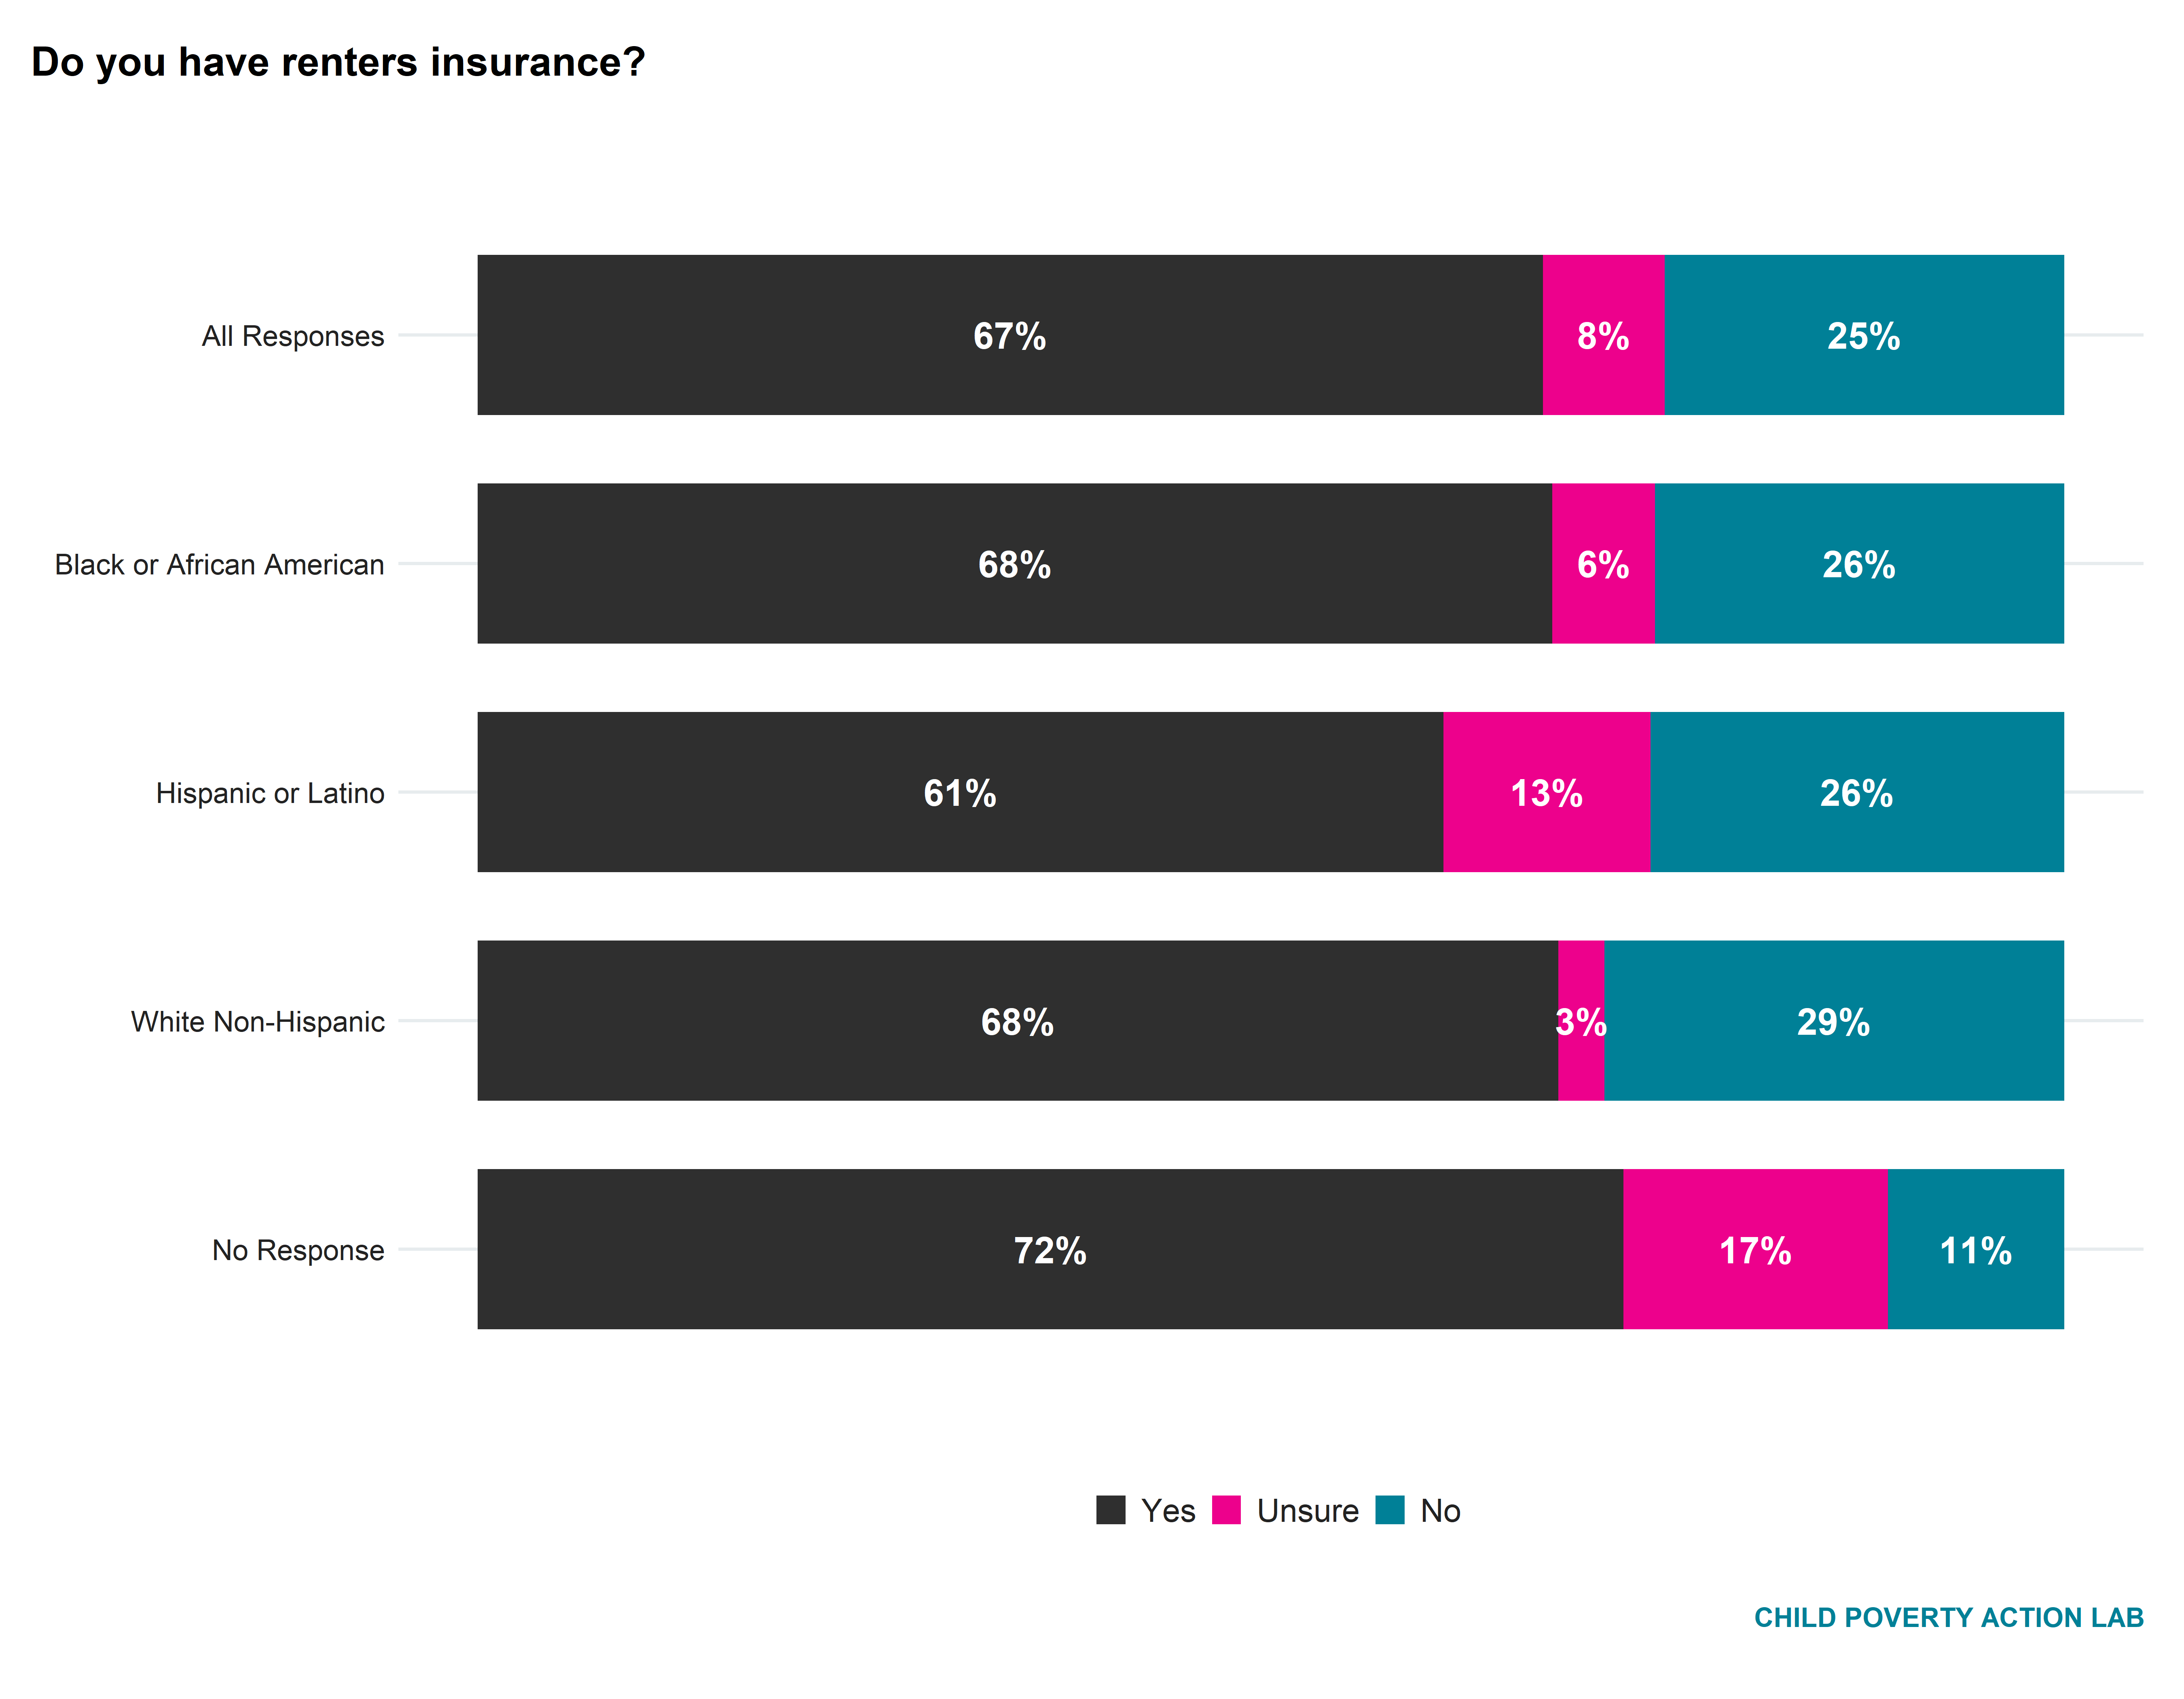 Do you have renters insurance?
All Responses 67% 8% 25%
Black or African American 68% 6% 26%
Hispanic or Latino 61% 13% 26%
White Non-Hispanic 68% 3% 29%
No Response 72% 17% 11%
Yes Unsure No
CHILD POVERTY ACTION LAB